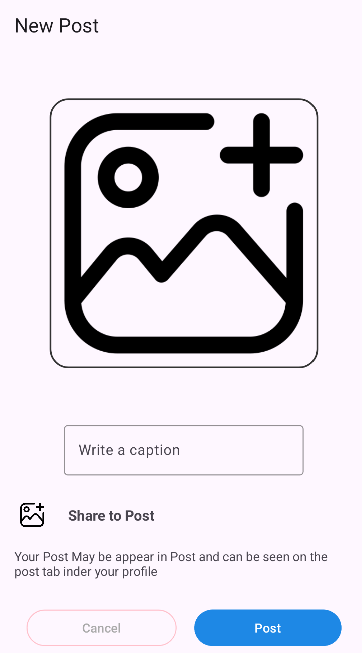 New Post
Write a caption
Share to Post
Your Post May be appear in Post and can be seen on the
post tab inder your profile
Cancel
Post